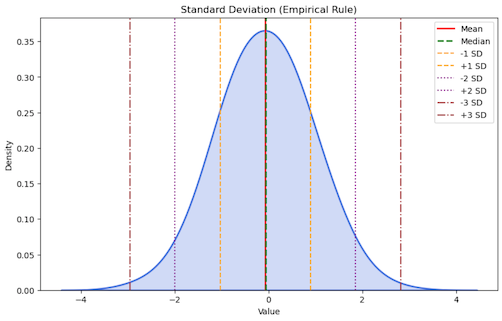 Standard Deviation (Empirical Rule)
Mean
Median
-1 SD
+1 SD
-2 SD
+2 SD
-3 SD
+3 SD
0.35
0.30
0.25
0.20
0.15
0.10
0.05
0.00
Density
−4
−2
0
2
4
Value